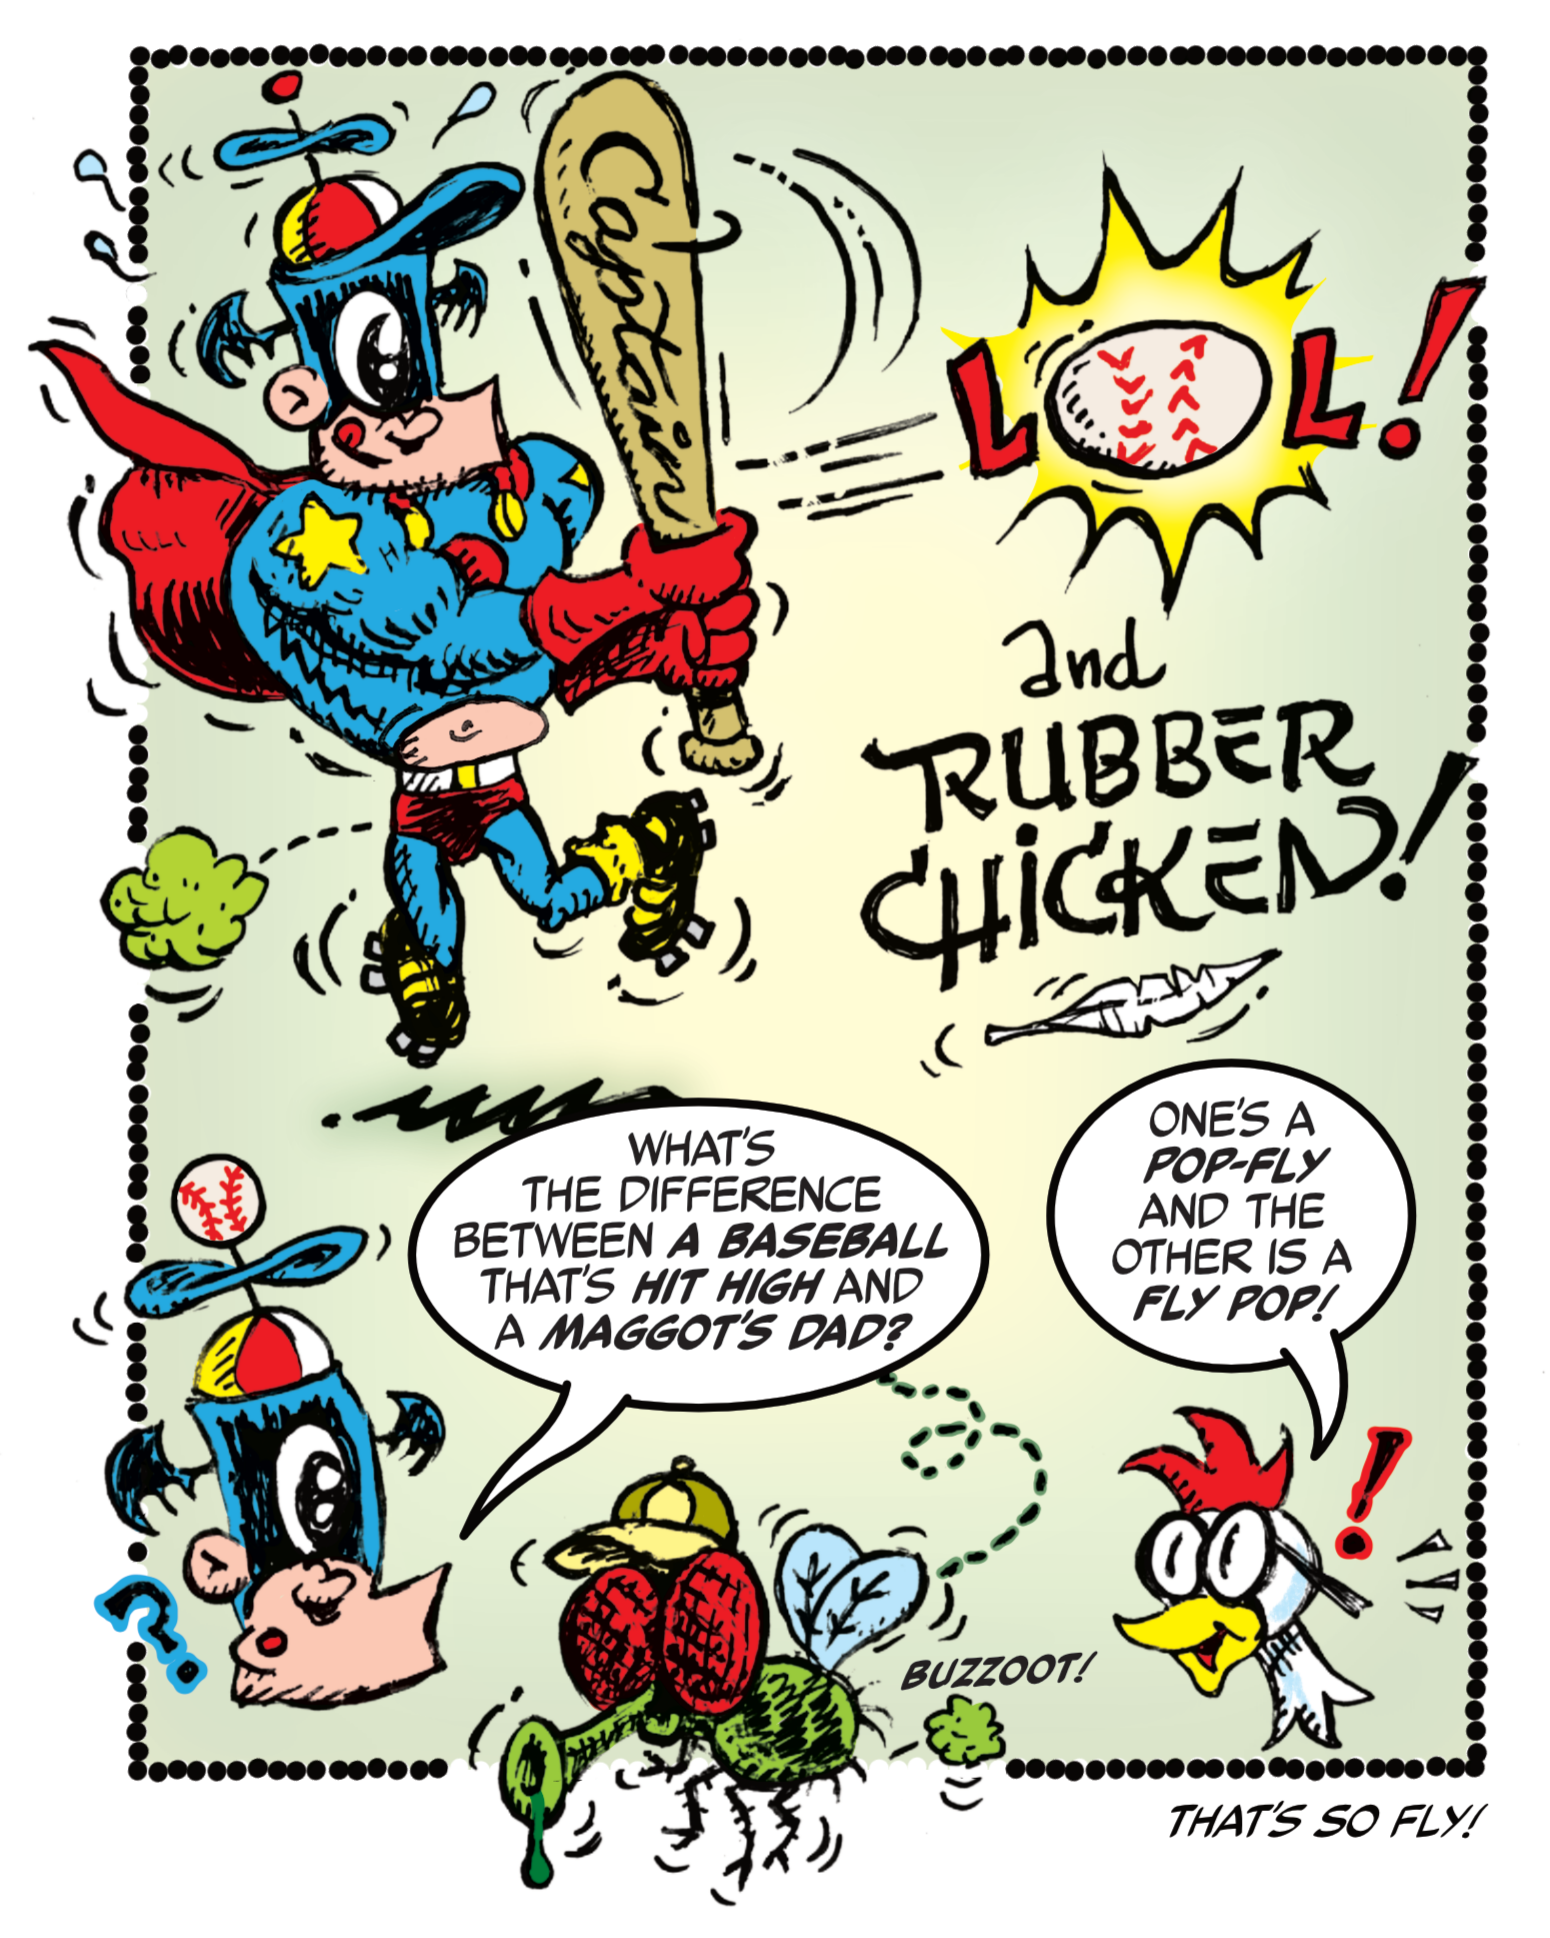 Captain
LOL!
and
RUBBER
CHICKEN!
WHAT'S
THE DIFFERENCE
BETWEEN A BASEBALL
THAT'S HIT HIGH AND
A MAGGOT'S DAD?
ONE'S A
POP-FLY
AND THE
OTHER IS A
FLY POP!
!
?
BUZZOOT!
THAT'S SO FLY!